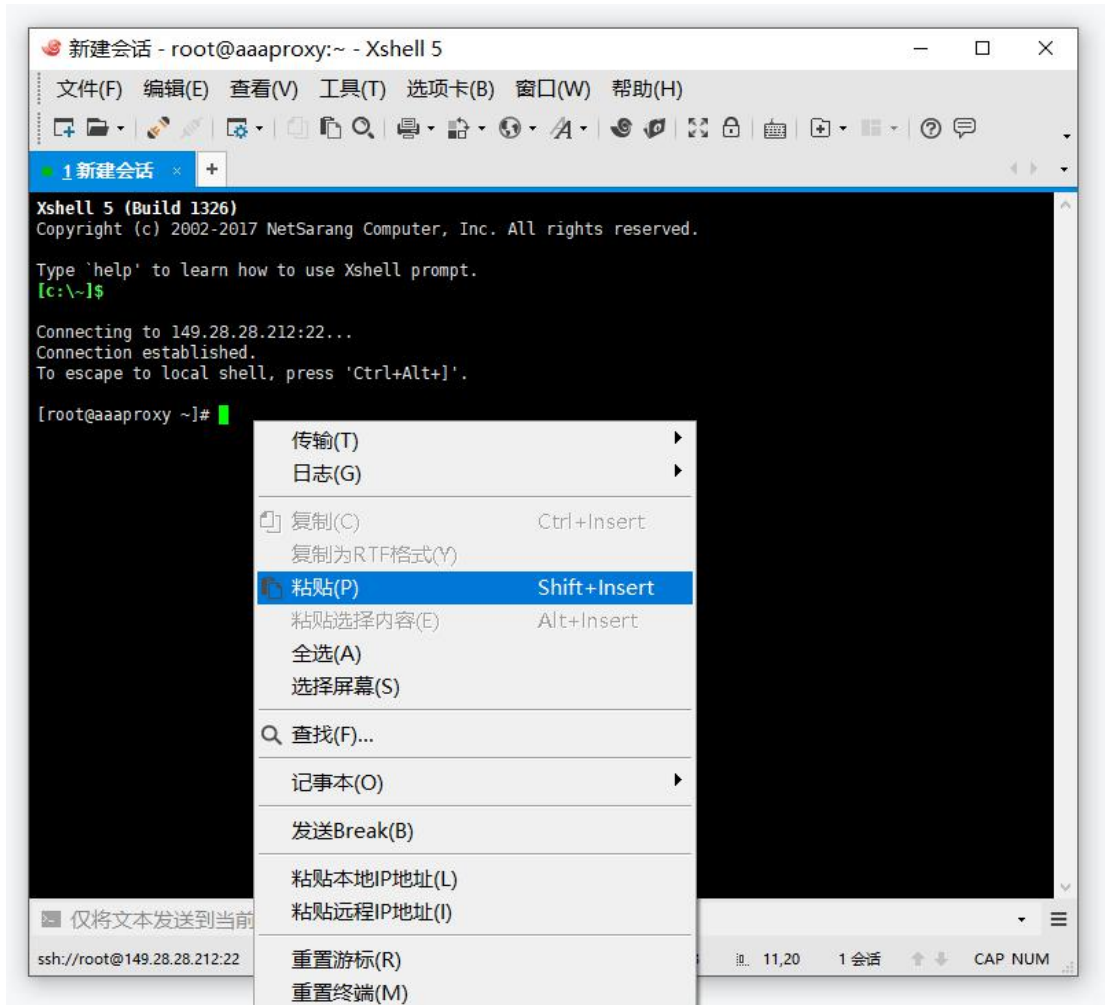 新建会话 - root@aaaproxy:~ - Xshell 5
文件(F) 编辑(E) 查看(V) 工具(T) 选项卡(B) 窗口(W) 帮助(H)
1 新建会话 × +
Xshell 5 (Build 1326)
Copyright (c) 2002-2017 NetSarang Computer, Inc. All rights reserved.
Type `help' to learn how to use Xshell prompt.
[c:\~]$
Connecting to 149.28.28.212:22...
Connection established.
To escape to local shell, press 'Ctrl+Alt+]'.
[root@aaaproxy ~]#
传输(T)
日志(G)
复制(C) Ctrl+Insert
复制为RTF格式(Y)
粘贴(P) Shift+Insert
粘贴选择内容(E) Alt+Insert
全选(A)
选择屏幕(S)
查找(F)...
记事本(O)
发送Break(B)
粘贴本地IP地址(L)
粘贴远程IP地址(I)
重置游标(R)
重置终端(M)
仅将文本发送到当前
ssh://root@149.28.28.212:22 11,20 1 会话 CAP NUM